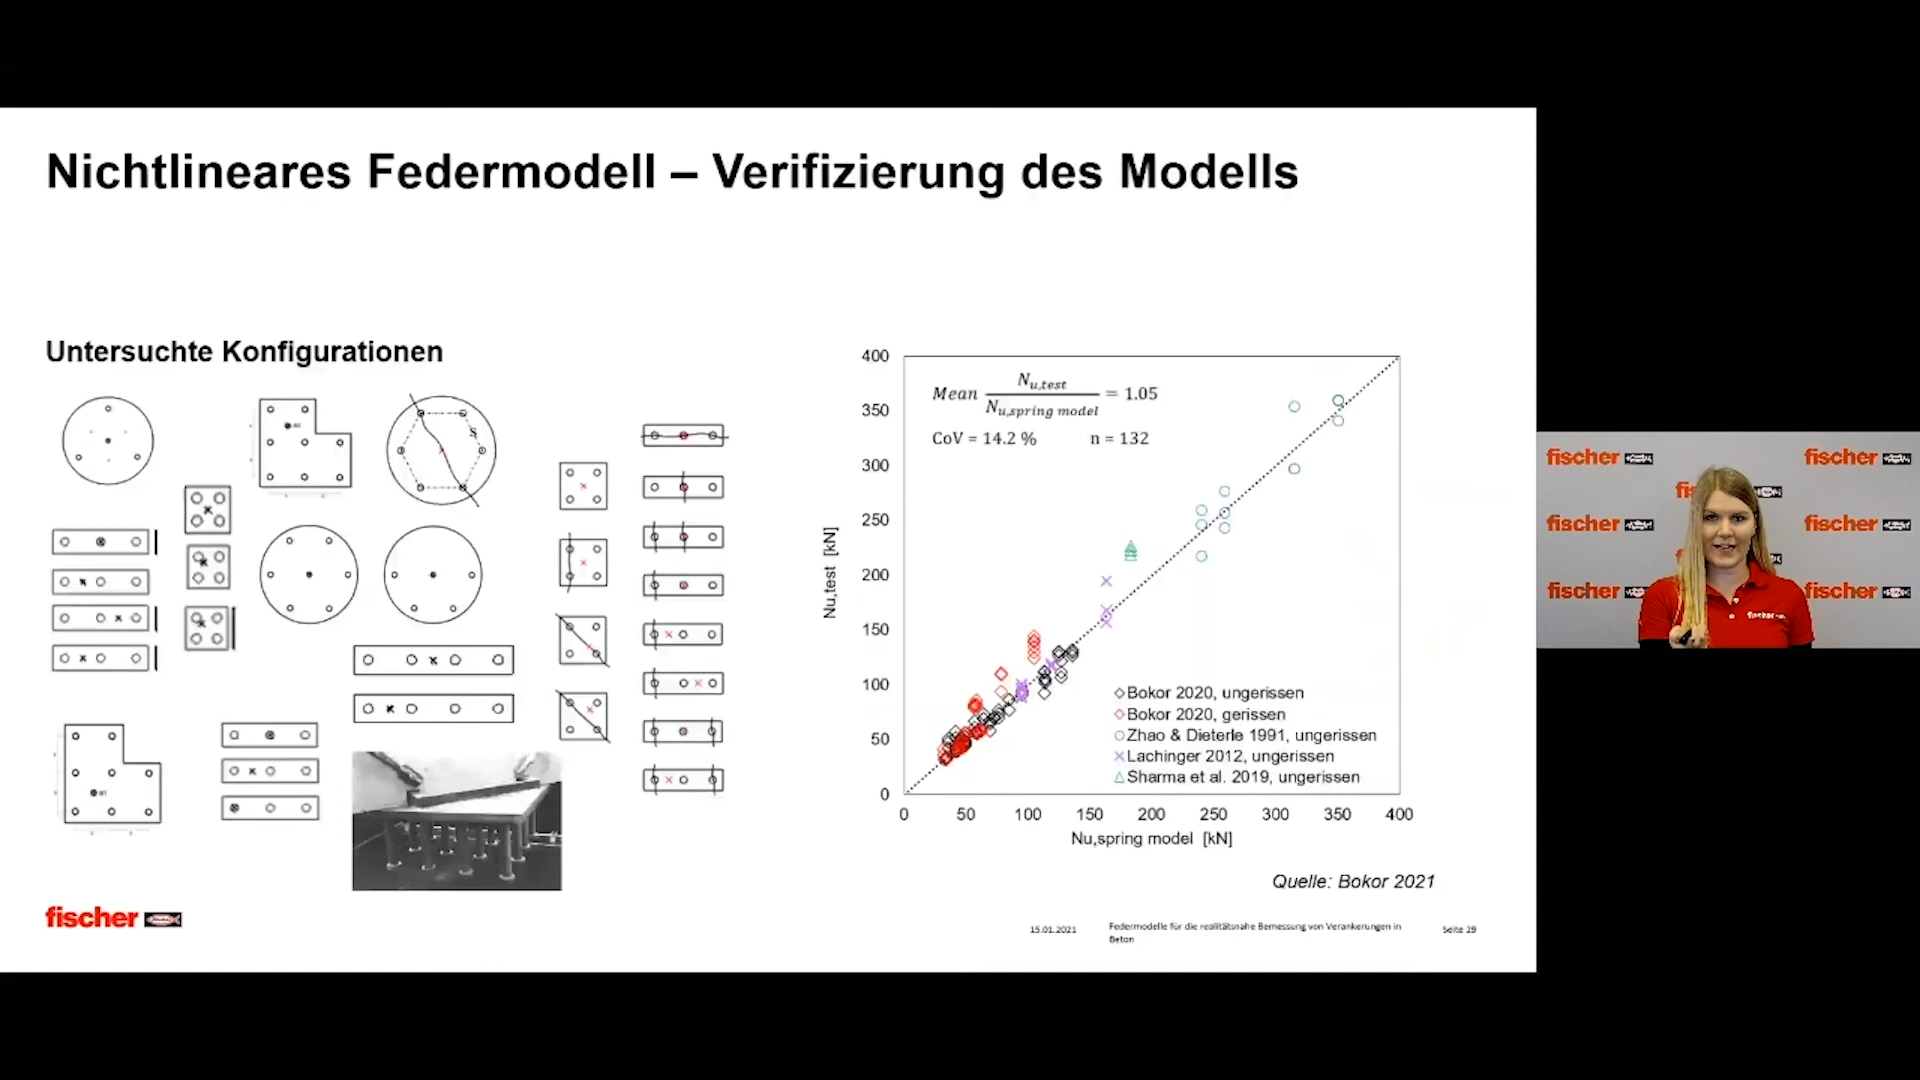 Nichtlineares Federmodell – Verifizierung des Modells
Untersuchte Konfigurationen
Mean N_u,test / N_u,spring model = 1.05
CoV = 14.2 % n = 132
Nu,test [kN]
400
350
300
250
200
150
100
50
0
0 50 100 150 200 250 300 350 400
Nu,spring model [kN]
Bokor 2020, ungerissen
Bokor 2020, gerissen
Zhao & Dieterle 1991, ungerissen
Lachinger 2012, ungerissen
Sharma et al. 2019, ungerissen
Quelle: Bokor 2021
fischer
15.01.2021
Federmodelle für die realitätsnahe Bemessung von Verankerungen in
Beton
Seite 29
fischer fischer
fischer fischer
fischer fischer
fischer